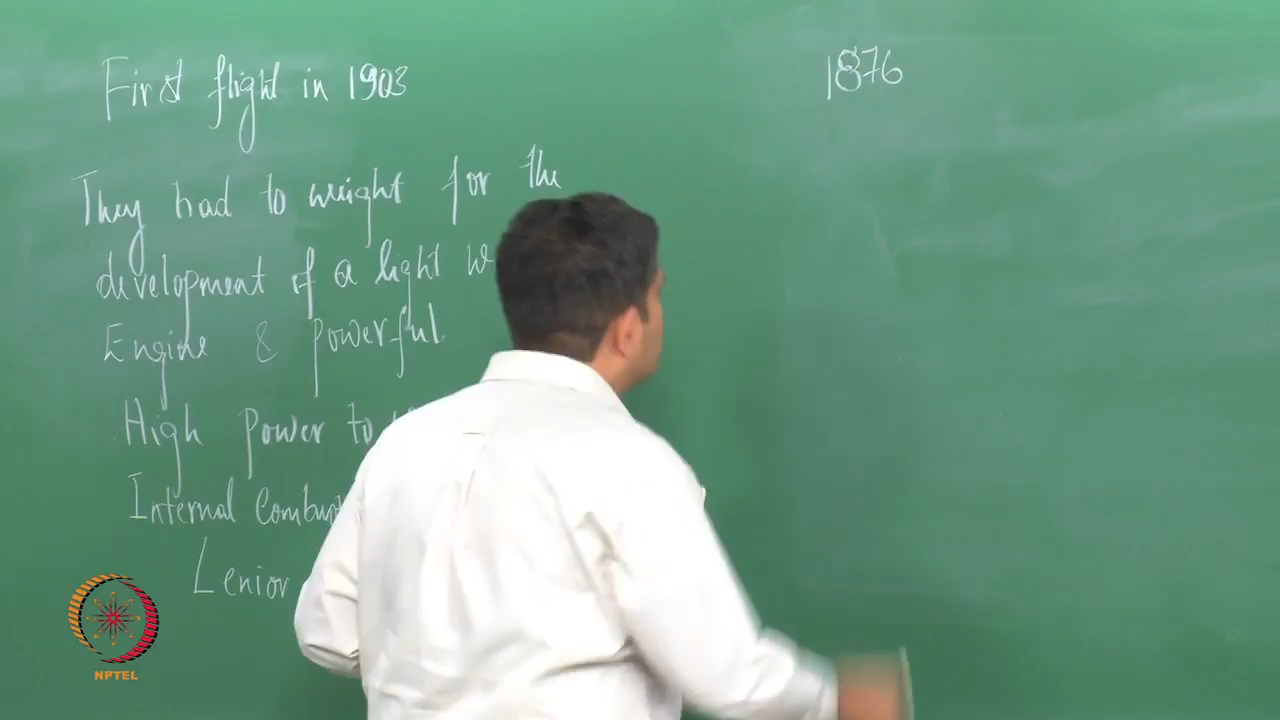 First flight in 1903
They had to weight for the
development of a light
Engine & powerful.
High power to
Internal
Lenior
1876
NPTEL